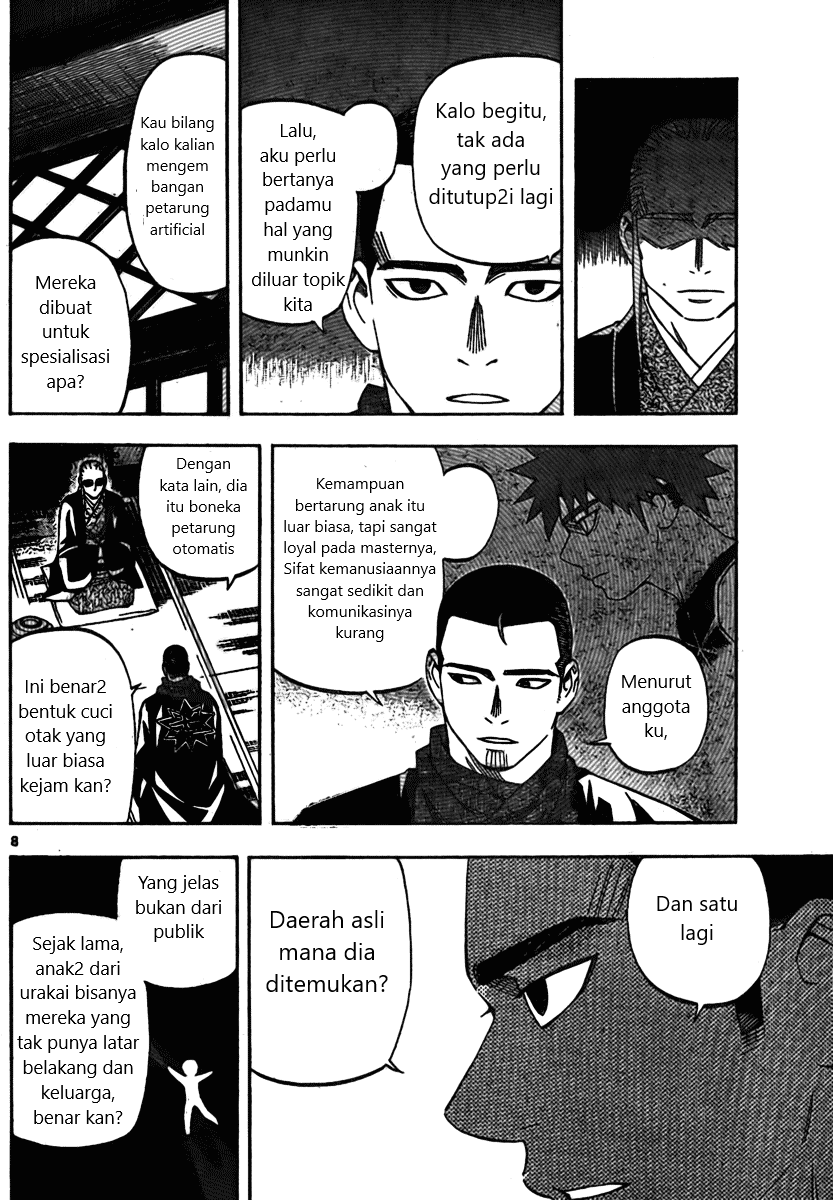 Kalo begitu,
tak ada
yang perlu
ditutup2i lagi
Lalu,
aku perlu
bertanya
padamu
hal yang
munkin
diluar topik
kita
Kau bilang
kalo kalian
mengem
bangan
petarung
artificial
Mereka
dibuat
untuk
spesialisasi
apa?
Menurut
anggota
ku,
Kemampuan
bertarung anak itu
luar biasa, tapi sangat
loyal pada masternya,
Sifat kemanusiaannya
sangat sedikit dan
komunikasinya
kurang
Dengan
kata lain, dia
itu boneka
petarung
otomatis
Ini benar2
bentuk cuci
otak yang
luar biasa
kejam kan?
8
Dan satu
lagi
Daerah asli
mana dia
ditemukan?
Yang jelas
bukan dari
publik
Sejak lama,
anak2 dari
urakai bisanya
mereka yang
tak punya latar
belakang dan
keluarga,
benar kan?